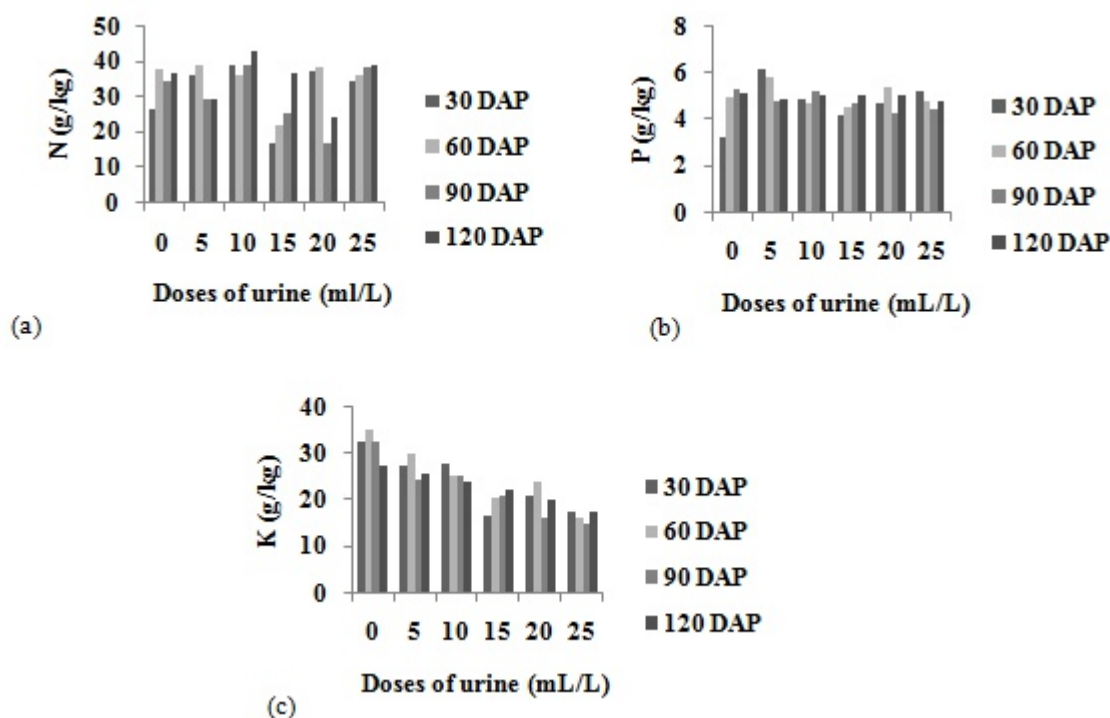 50
40
30
20
10
0
N (g/kg)
0 5 10 15 20 25
Doses of urine (ml/L)
30 DAP
60 DAP
90 DAP
120 DAP
(a)
8
6
4
2
0
P (g/kg)
0 5 10 15 20 25
Doses of urine (mL/L)
30 DAP
60 DAP
90 DAP
120 DAP
(b)
40
30
20
10
0
K (g/kg)
0 5 10 15 20 25
Doses of urine (mL/L)
30 DAP
60 DAP
90 DAP
120 DAP
(c)